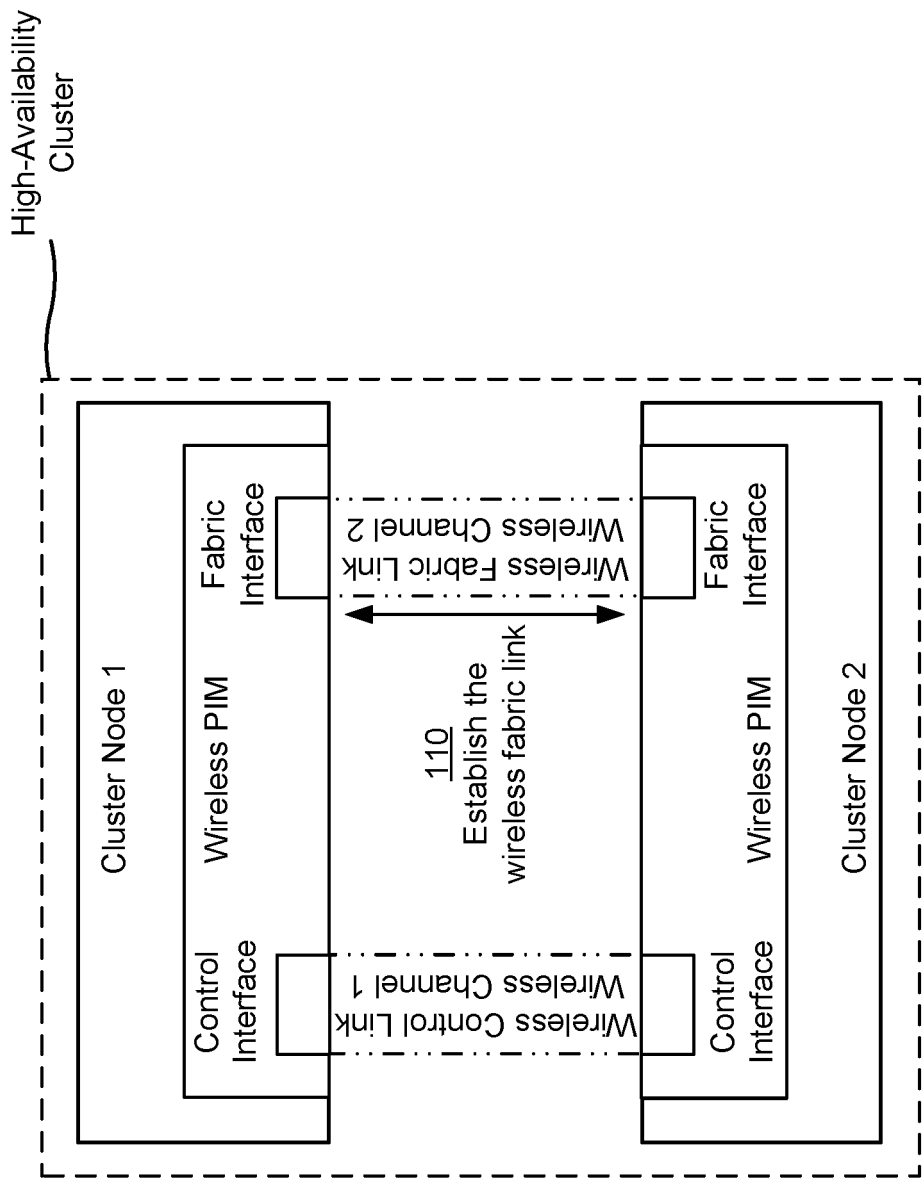 High-Availability
Cluster
Cluster Node 1
Wireless PIM
Control
Interface
Fabric
Interface
Wireless Control Link
Wireless Channel 1
110
Establish the
wireless fabric link
Wireless Fabric Link
Wireless Channel 2
Control
Interface
Fabric
Interface
Wireless PIM
Cluster Node 2